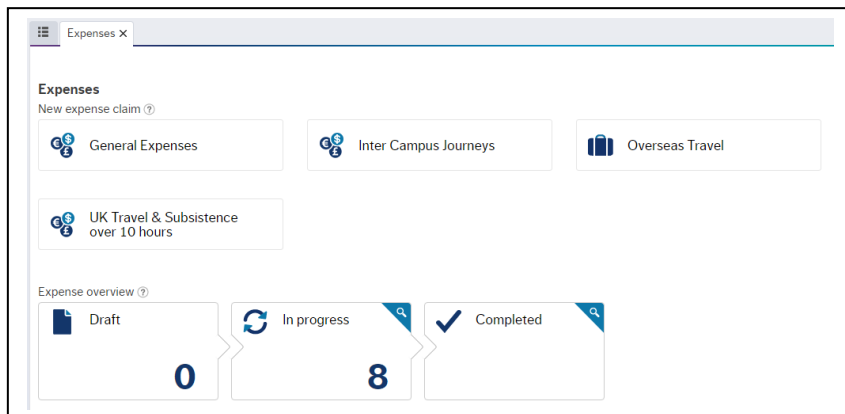 Expenses
Expenses
New expense claim
General Expenses
Inter Campus Journeys
Overseas Travel
UK Travel & Subsistence
over 10 hours
Expense overview
Draft
In progress
Completed
0
8